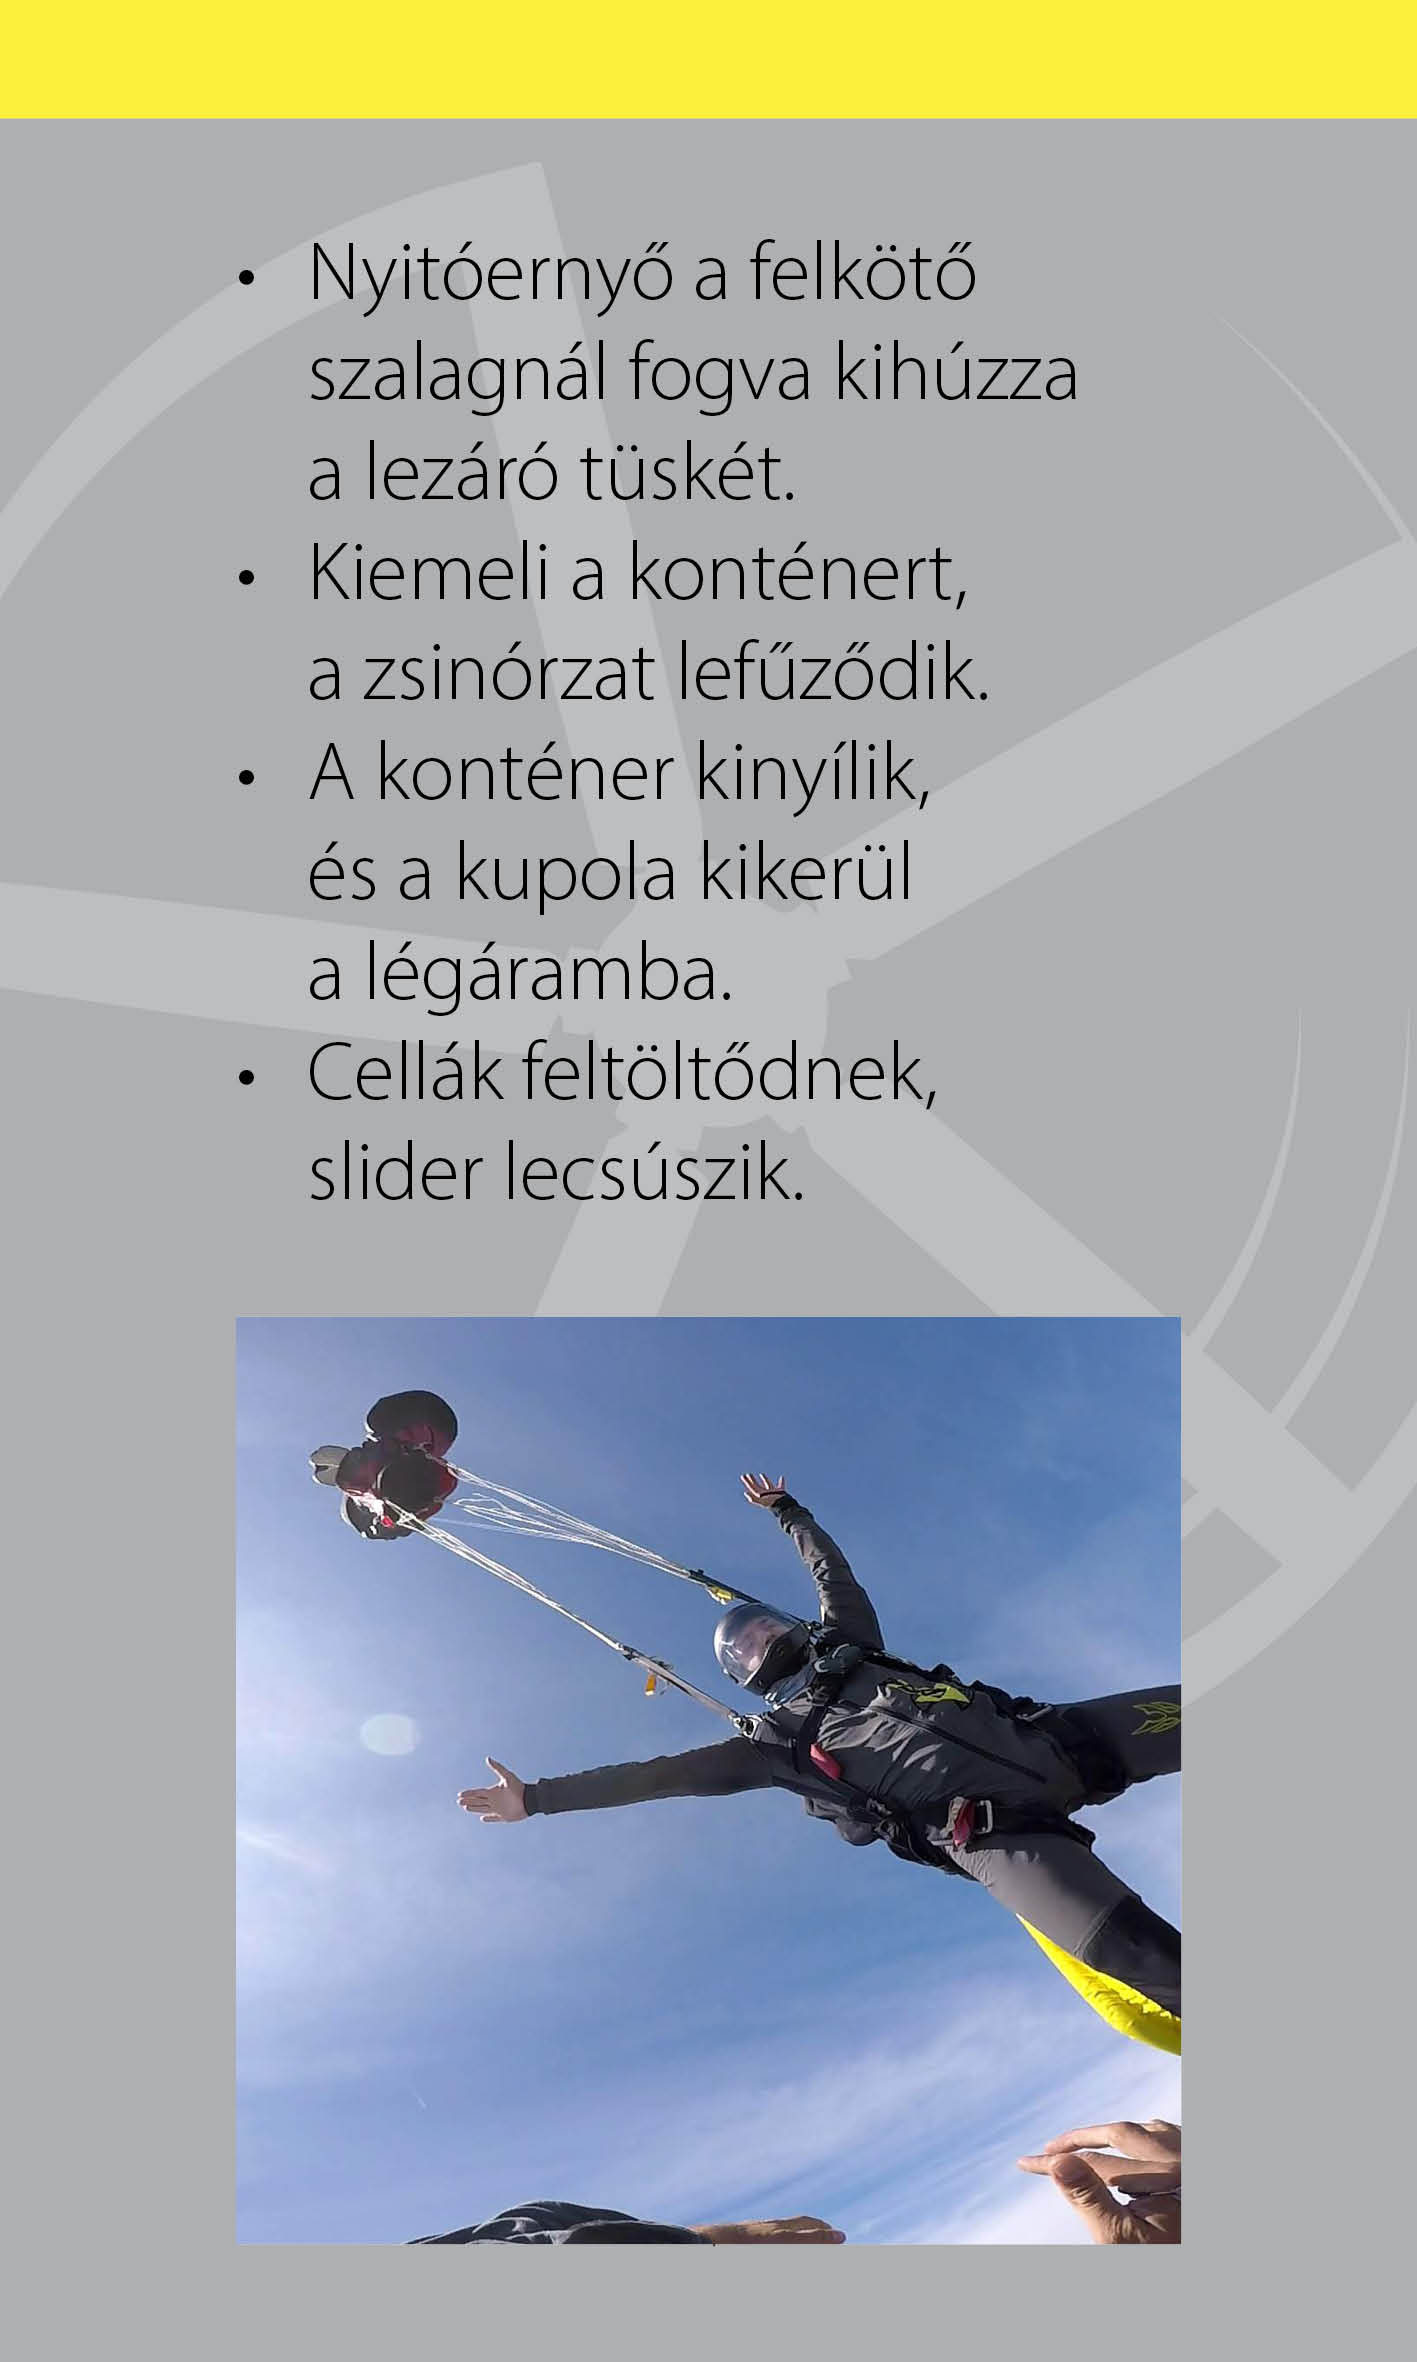 • Nyitóernyő a felkötő
szalagnál fogva kihúzza
a lezáró tüskét.
• Kiemeli a konténert,
a zsinórzat lefűződik.
• A konténer kinyílik,
és a kupola kikerül
a légáramba.
• Cellák feltöltődnek,
slider lecsúszik.